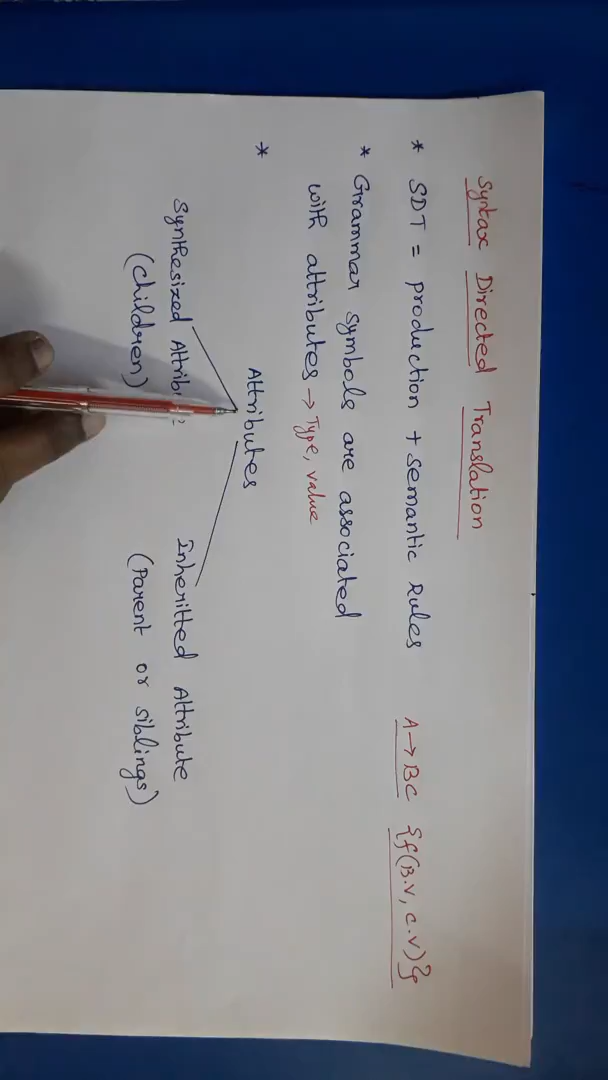 Syntax Directed Translation
* SDT = production + Semantic Rules A → BC {f(B.V, C.V)}
* Grammar symbols are associated
with attributes → Type, value
* Attributes
Synthesized Inheritted Attribute
(children) (Parent or siblings)